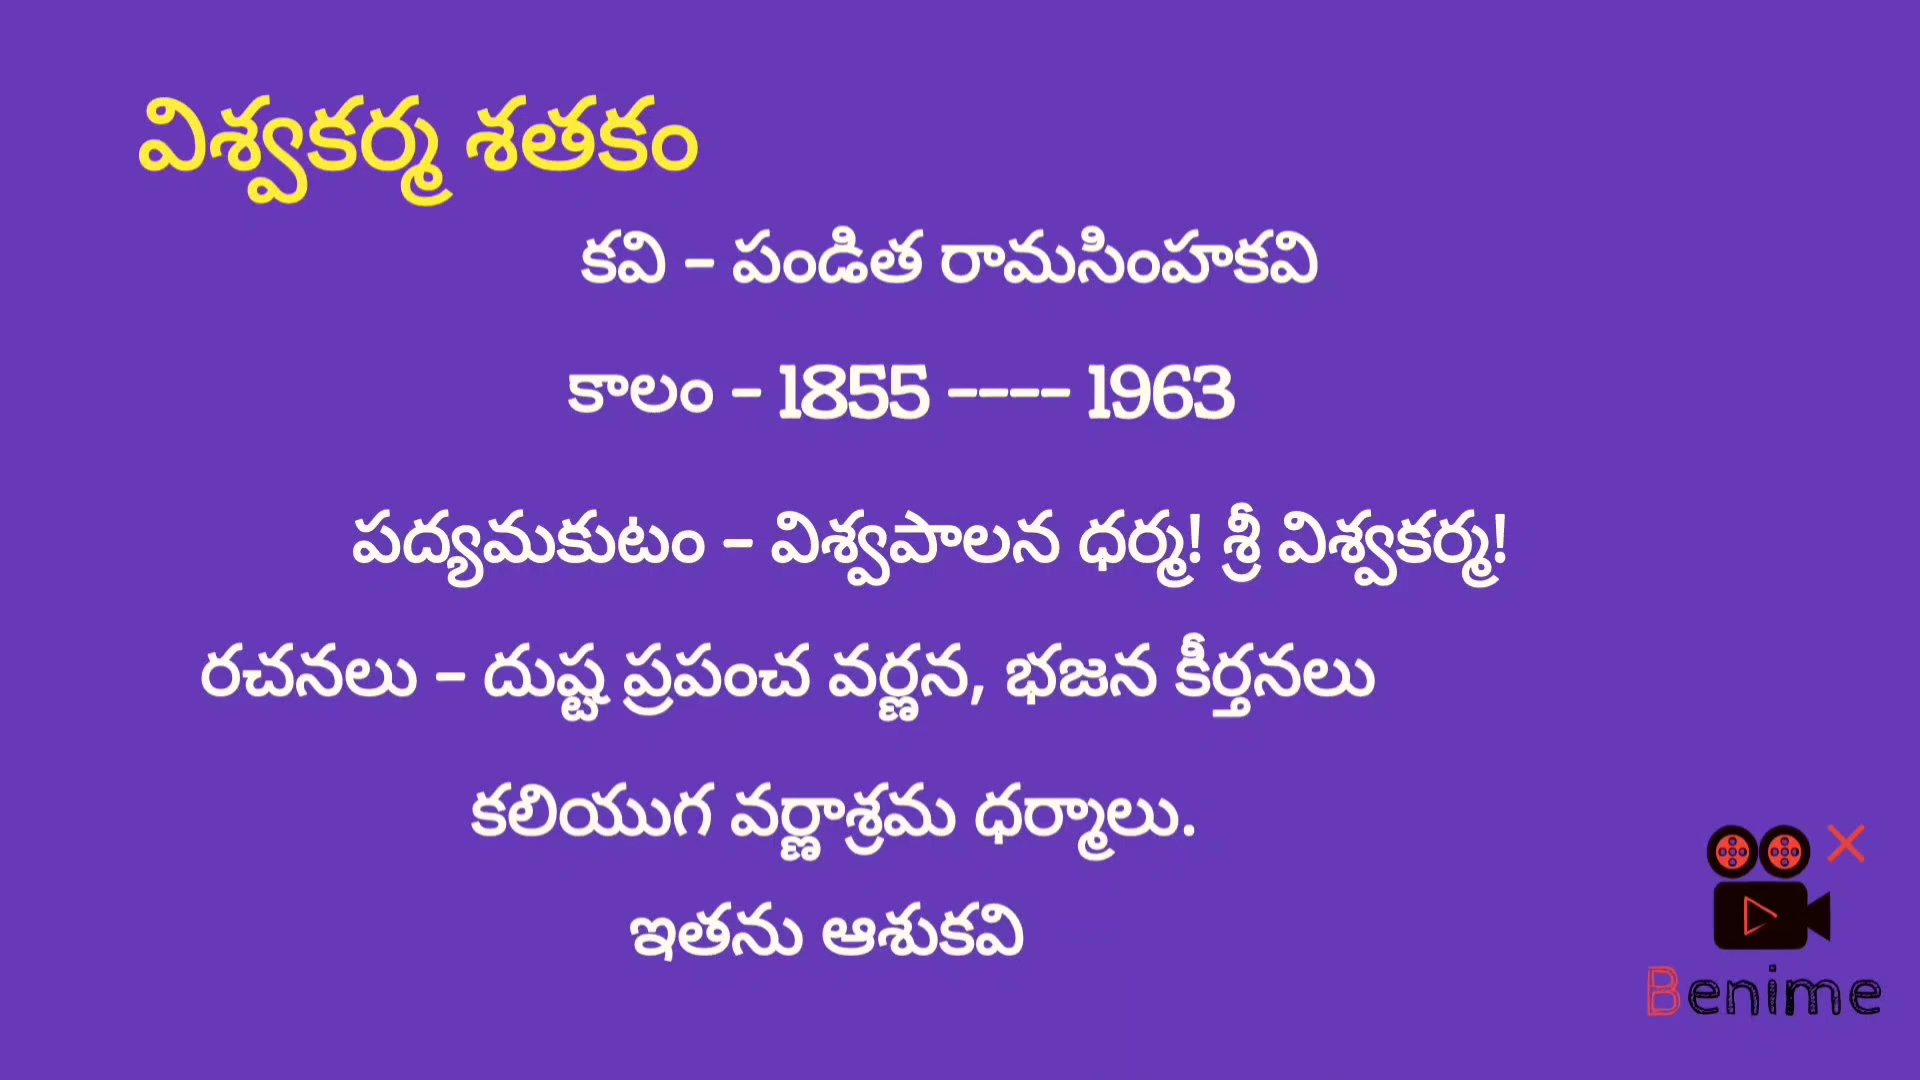 విశ్వకర్మ శతకం
కవి - పండిత రామసింహకవి
కాలం - 1855 ---- 1963
పద్యమకుటం - విశ్వపాలన ధర్మ! శ్రీ విశ్వకర్మ!
రచనలు - దుష్ట ప్రపంచ వర్ణన, భజన కీర్తనలు
కలియుగ వర్ణాశ్రమ ధర్మాలు.
ఇతను ఆశుకవి
Benime